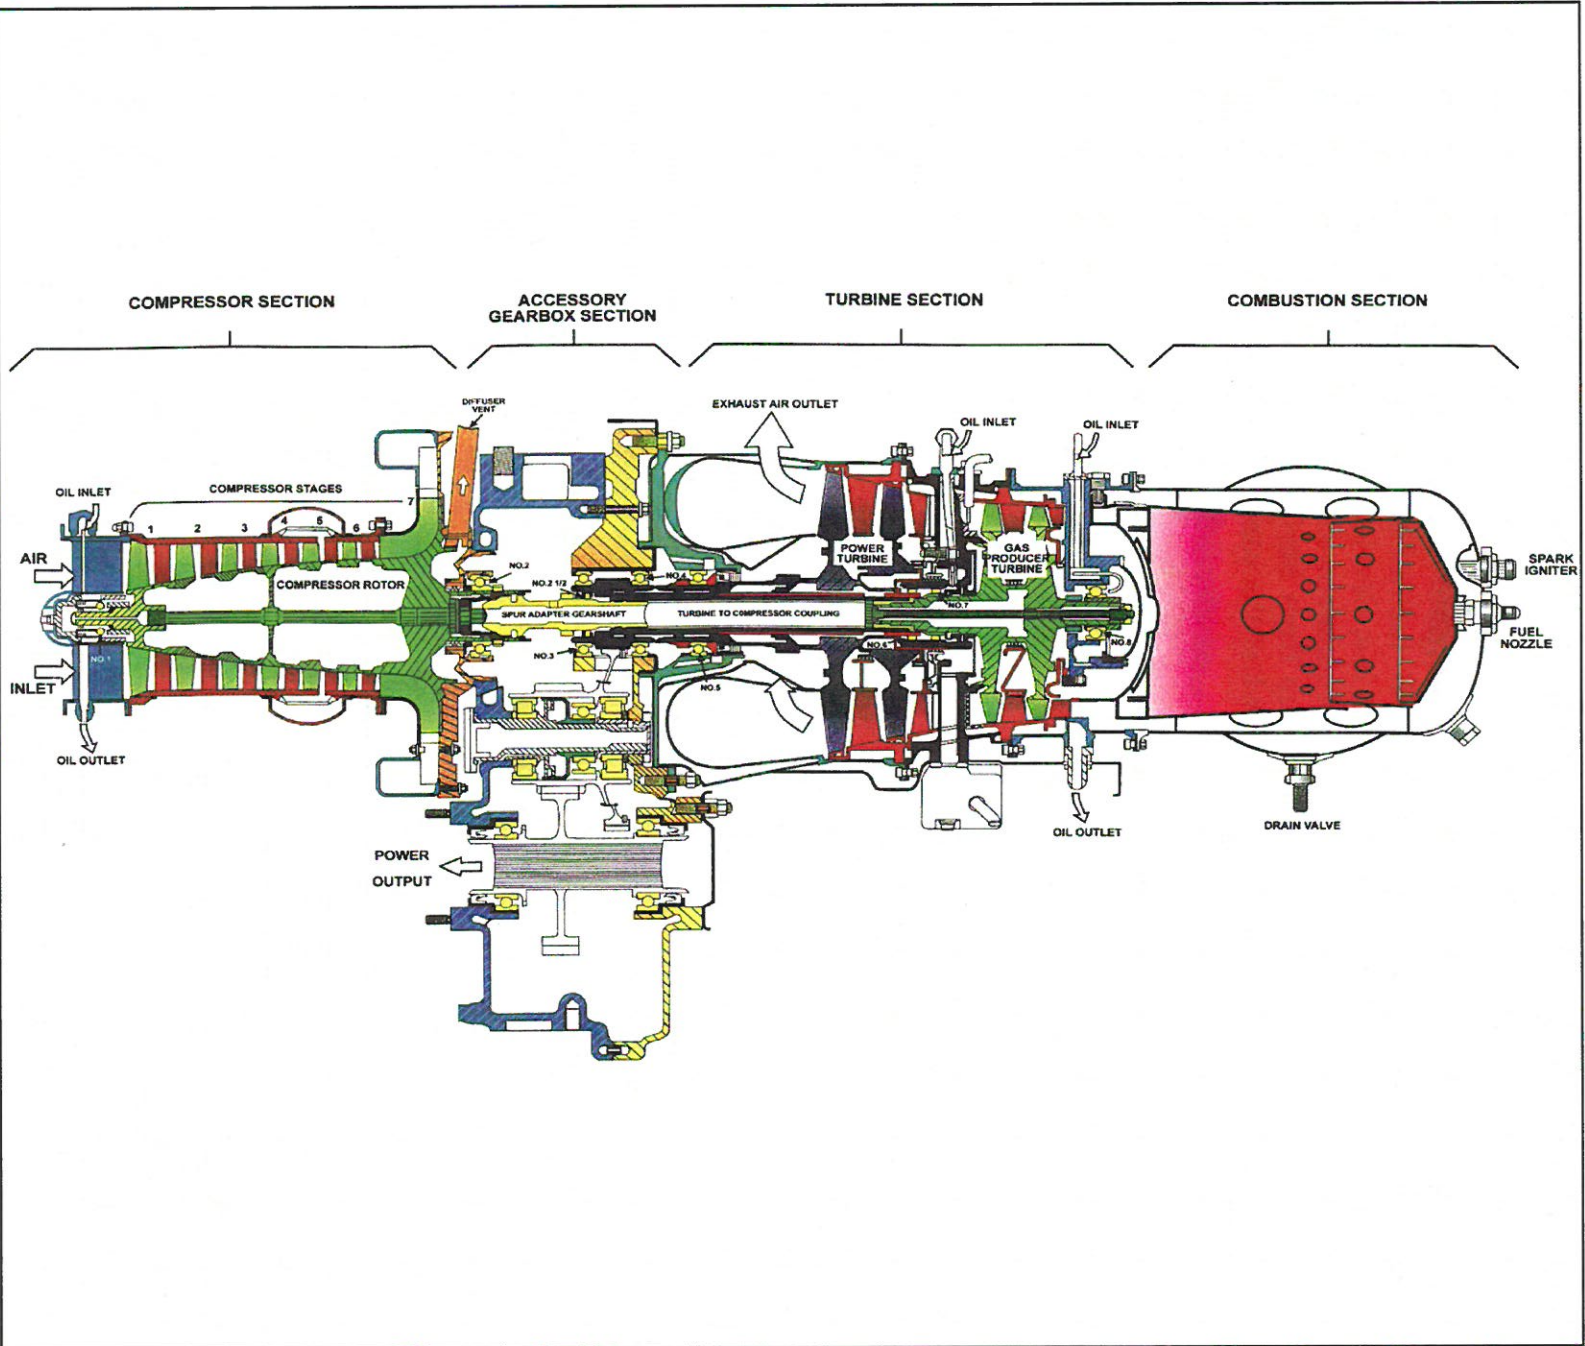 COMPRESSOR SECTION
ACCESSORY
GEARBOX SECTION
TURBINE SECTION
COMBUSTION SECTION
DIFFUSER
VENT
EXHAUST AIR OUTLET
OIL INLET
OIL INLET
OIL INLET
COMPRESSOR STAGES
1 2 3 4 5 6 7
AIR
INLET
COMPRESSOR ROTOR
NO.1
NO.2
NO.2 1/2
NO.3
NO.4
NO.5
NO.6
NO.7
NO.8
SPUR ADAPTER GEARSHAFT
TURBINE TO COMPRESSOR COUPLING
POWER
TURBINE
GAS
PRODUCER
TURBINE
SPARK
IGNITER
FUEL
NOZZLE
OIL OUTLET
OIL OUTLET
DRAIN VALVE
POWER
OUTPUT